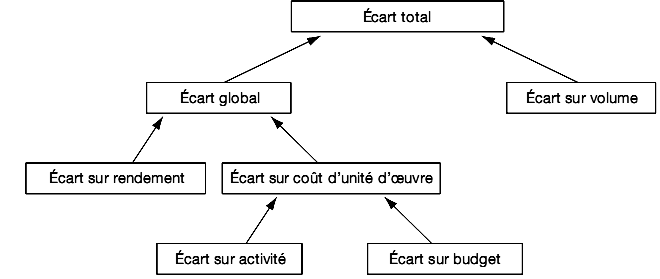 Écart total
Écart global
Écart sur volume
Écart sur rendement
Écart sur coût d’unité d’œuvre
Écart sur activité
Écart sur budget